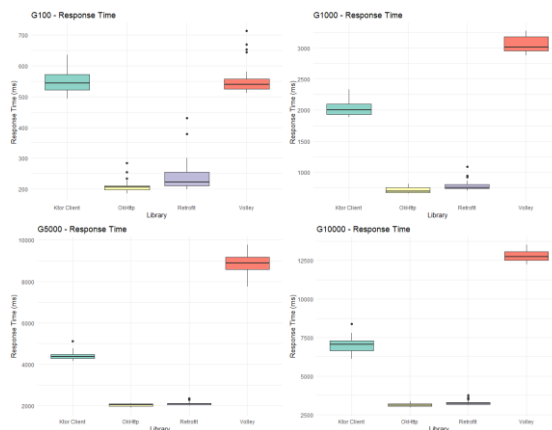 G100 - Response Time
Response Time (ms)
700
600
500
400
300
200
Ktor Client
OkHttp
Retrofit
Volley
Library
G1000 - Response Time
Response Time (ms)
3000
2000
1000
Ktor Client
OkHttp
Retrofit
Volley
Library
G5000 - Response Time
Response Time (ms)
10000
8000
6000
4000
2000
Ktor Client
OkHttp
Retrofit
Volley
Library
G10000 - Response Time
Response Time (ms)
12500
10000
7500
5000
2500
Ktor Client
OkHttp
Retrofit
Volley
Library